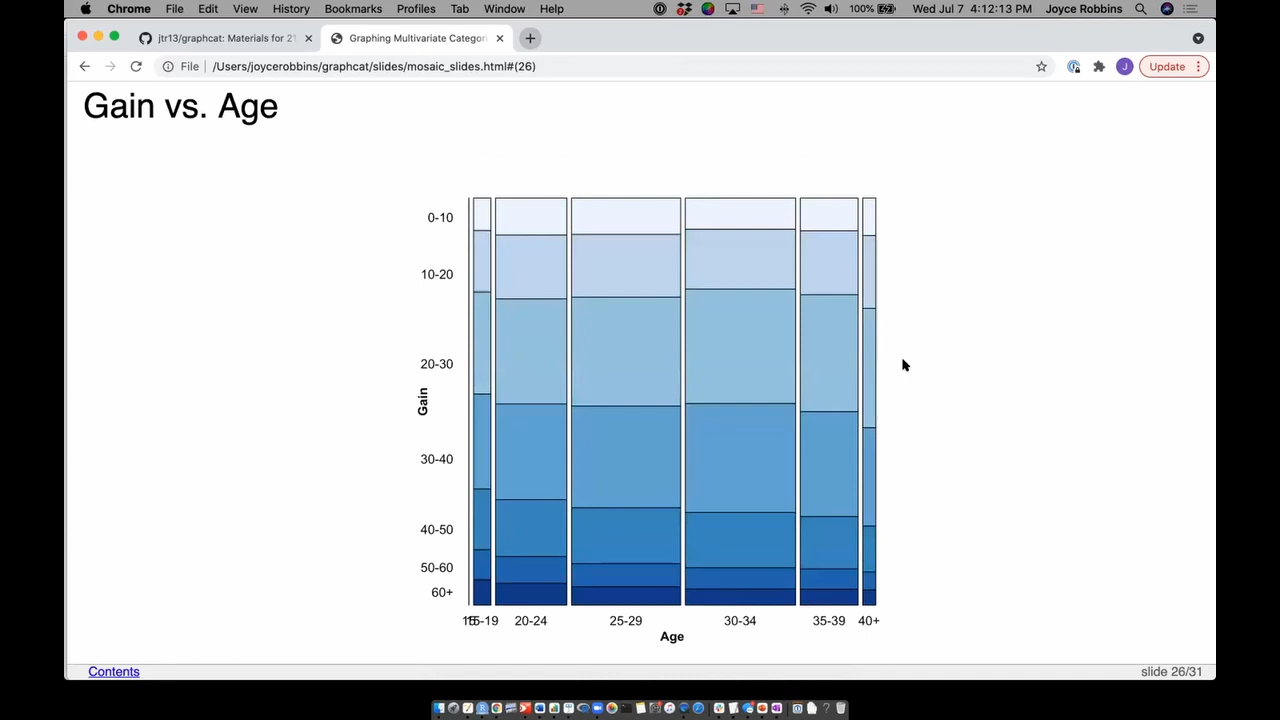 Chrome File Edit View History Bookmarks Profiles Tab Window Help 100% Wed Jul 7 4:12:13 PM Joyce Robbins
jtr13/graphcat: Materials for 21 Graphing Multivariate Categori
File /Users/joycerobbins/graphcat/slides/mosaic_slides.html#(26) J Update
Gain vs. Age
0-10
10-20
20-30
Gain
30-40
40-50
50-60
60+
15-19 20-24 25-29 30-34 35-39 40+
Age
Contents slide 26/31